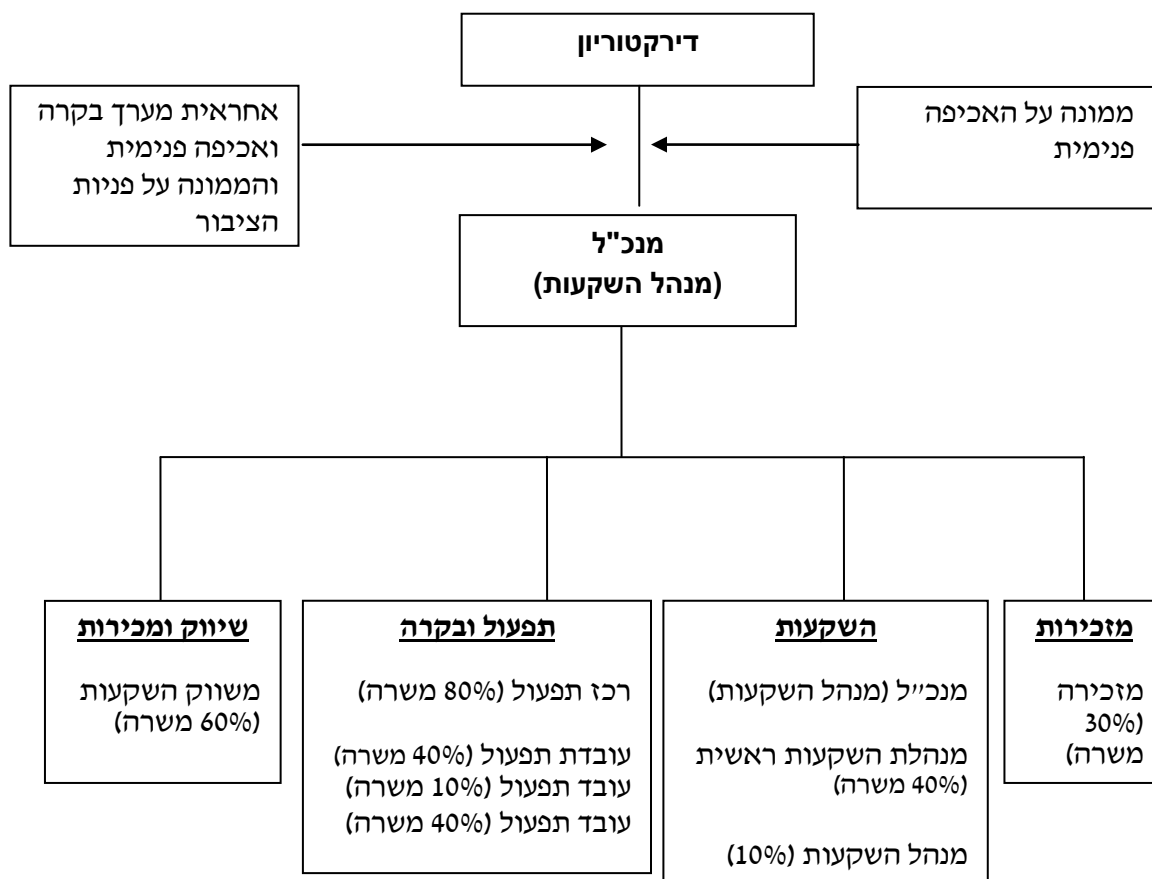 דירקטוריון
ממונה על האכיפה
פנימית
אחראית מערך בקרה
ואכיפה פנימית
והממונה על פניות
הציבור
מנכ"ל
(מנהל השקעות)
מזכירות
מזכירה
(30%
משרה)
השקעות
מנכ״ל (מנהל השקעות)
מנהלת השקעות ראשית
(40% משרה)
מנהל השקעות (10%)
תפעול ובקרה
רכז תפעול (80% משרה)
עובדת תפעול (40% משרה)
עובד תפעול (10% משרה)
עובד תפעול (40% משרה)
שיווק ומכירות
משווק השקעות
(60% משרה)